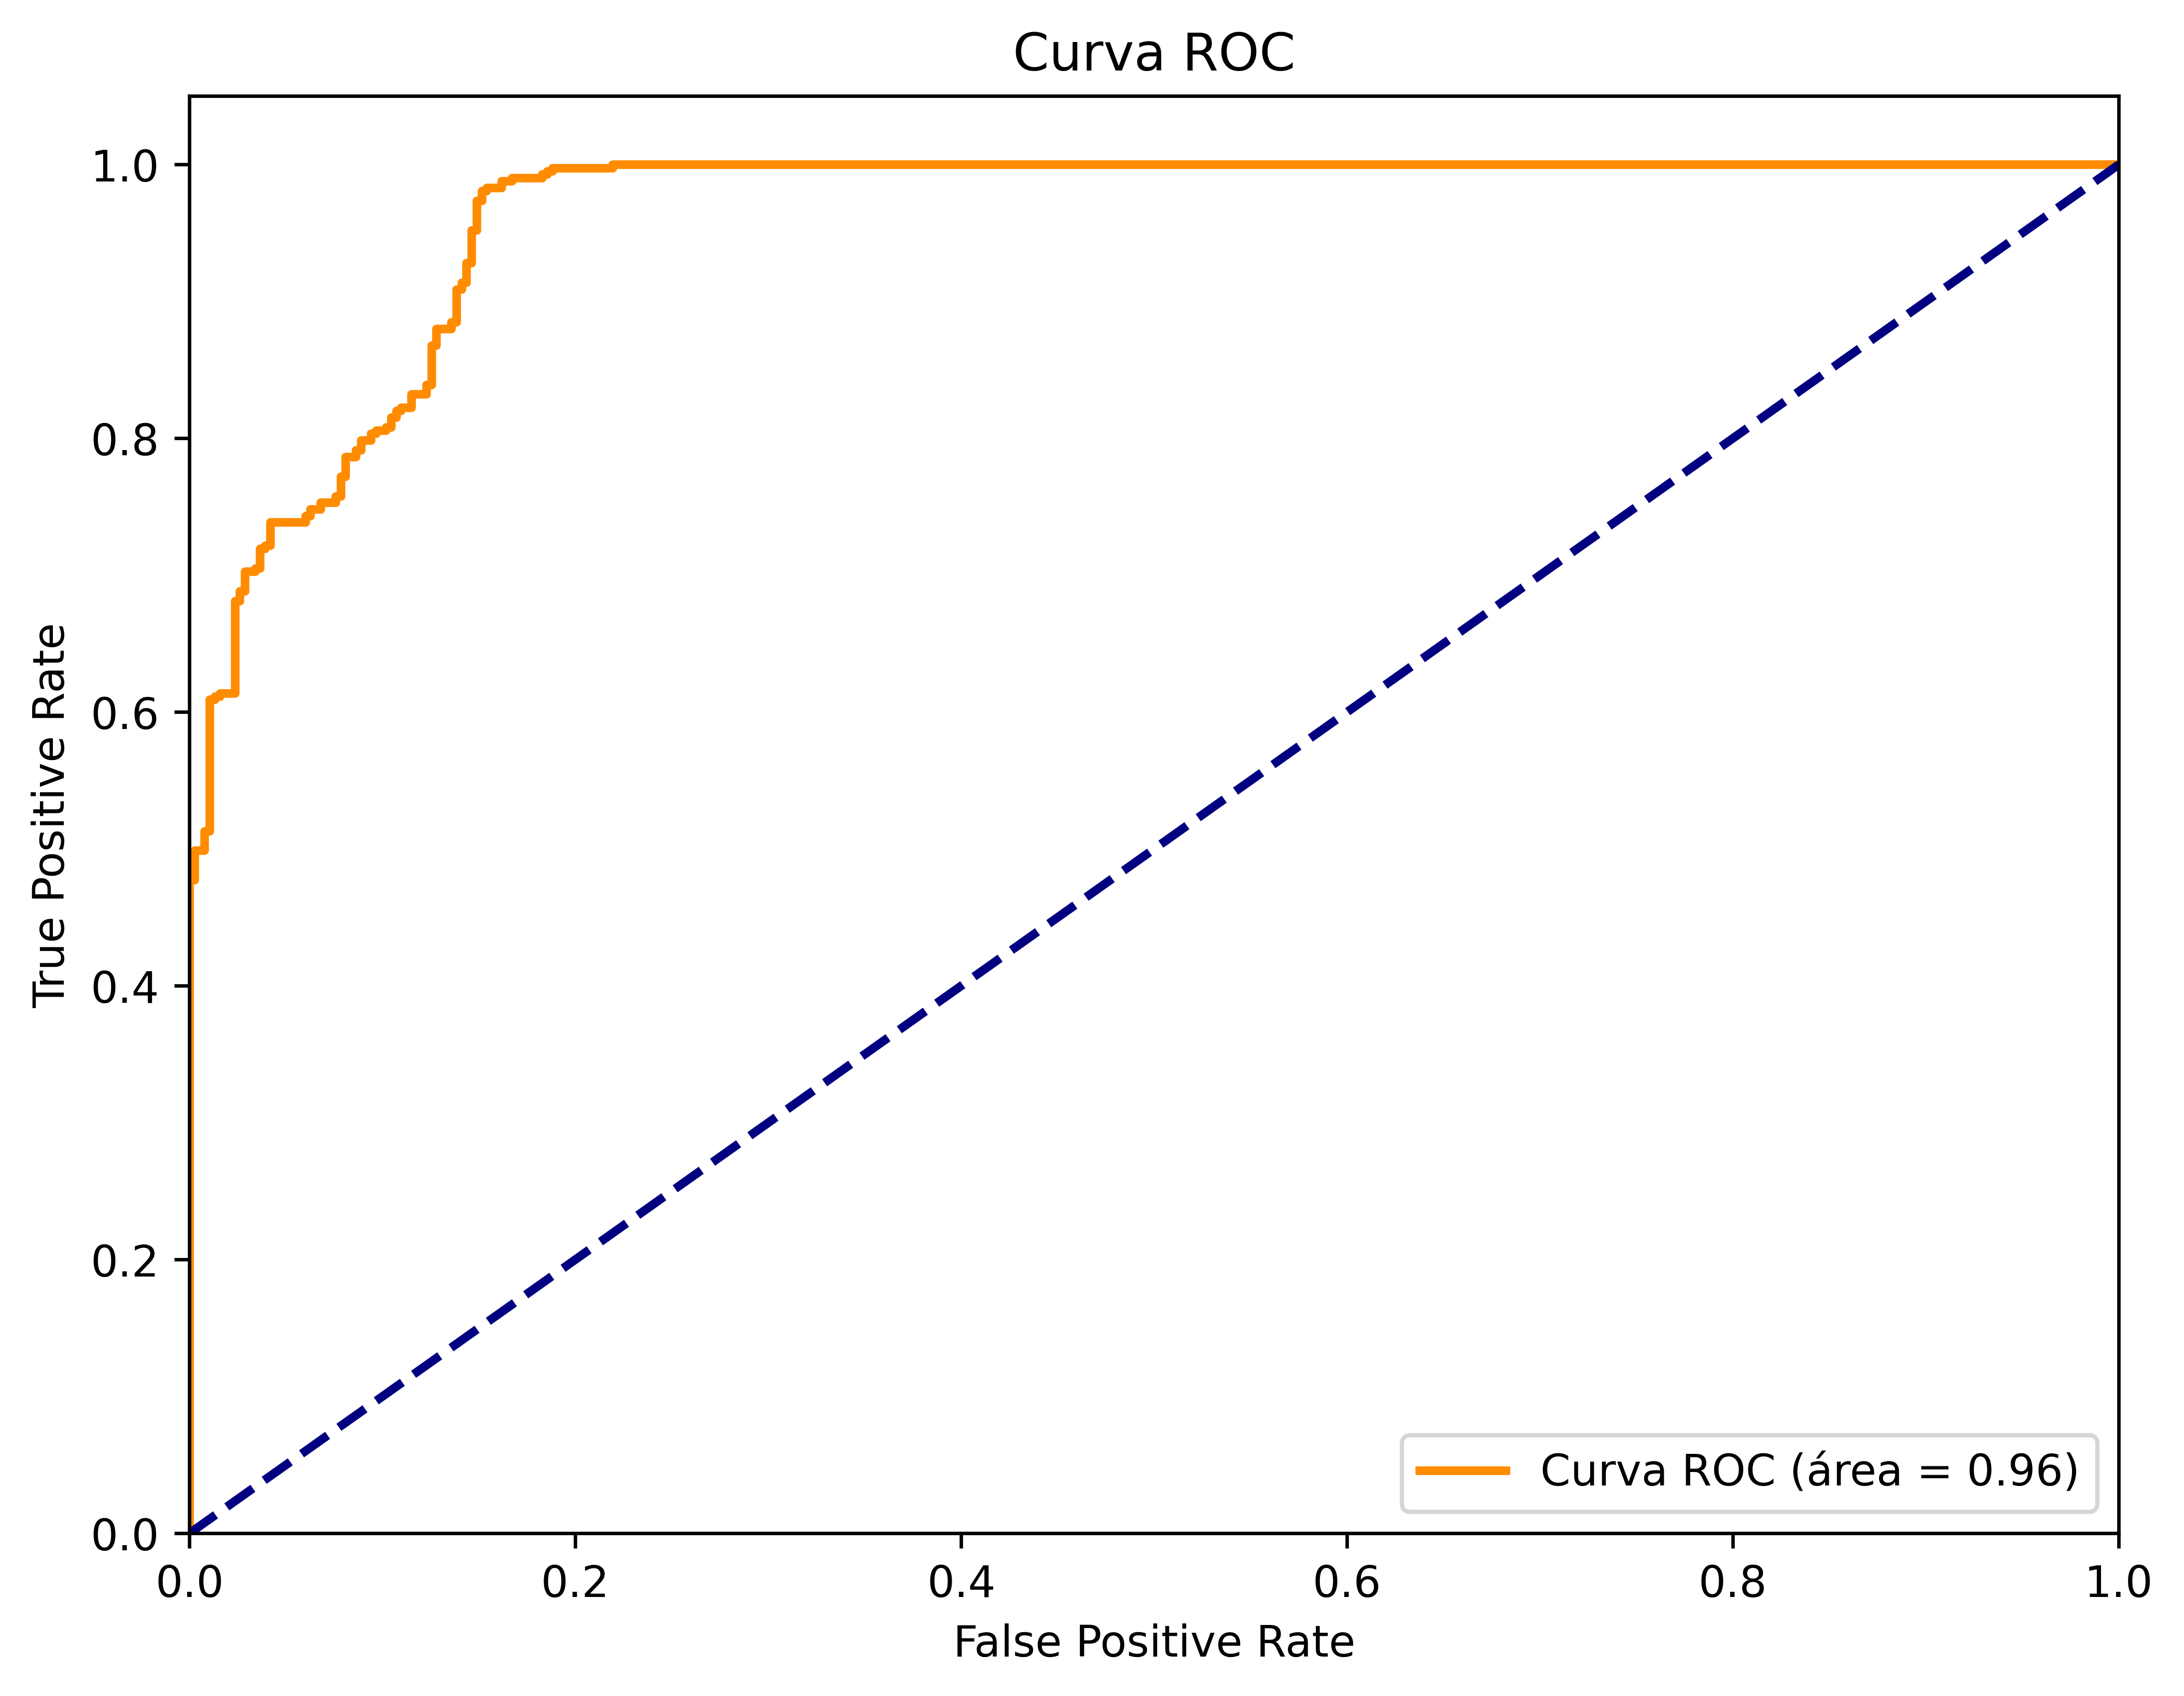 Curva ROC
1.0
0.8
0.6
0.4
0.2
0.0
True Positive Rate
Curva ROC (área = 0.96)
0.0 0.2 0.4 0.6 0.8 1.0
False Positive Rate